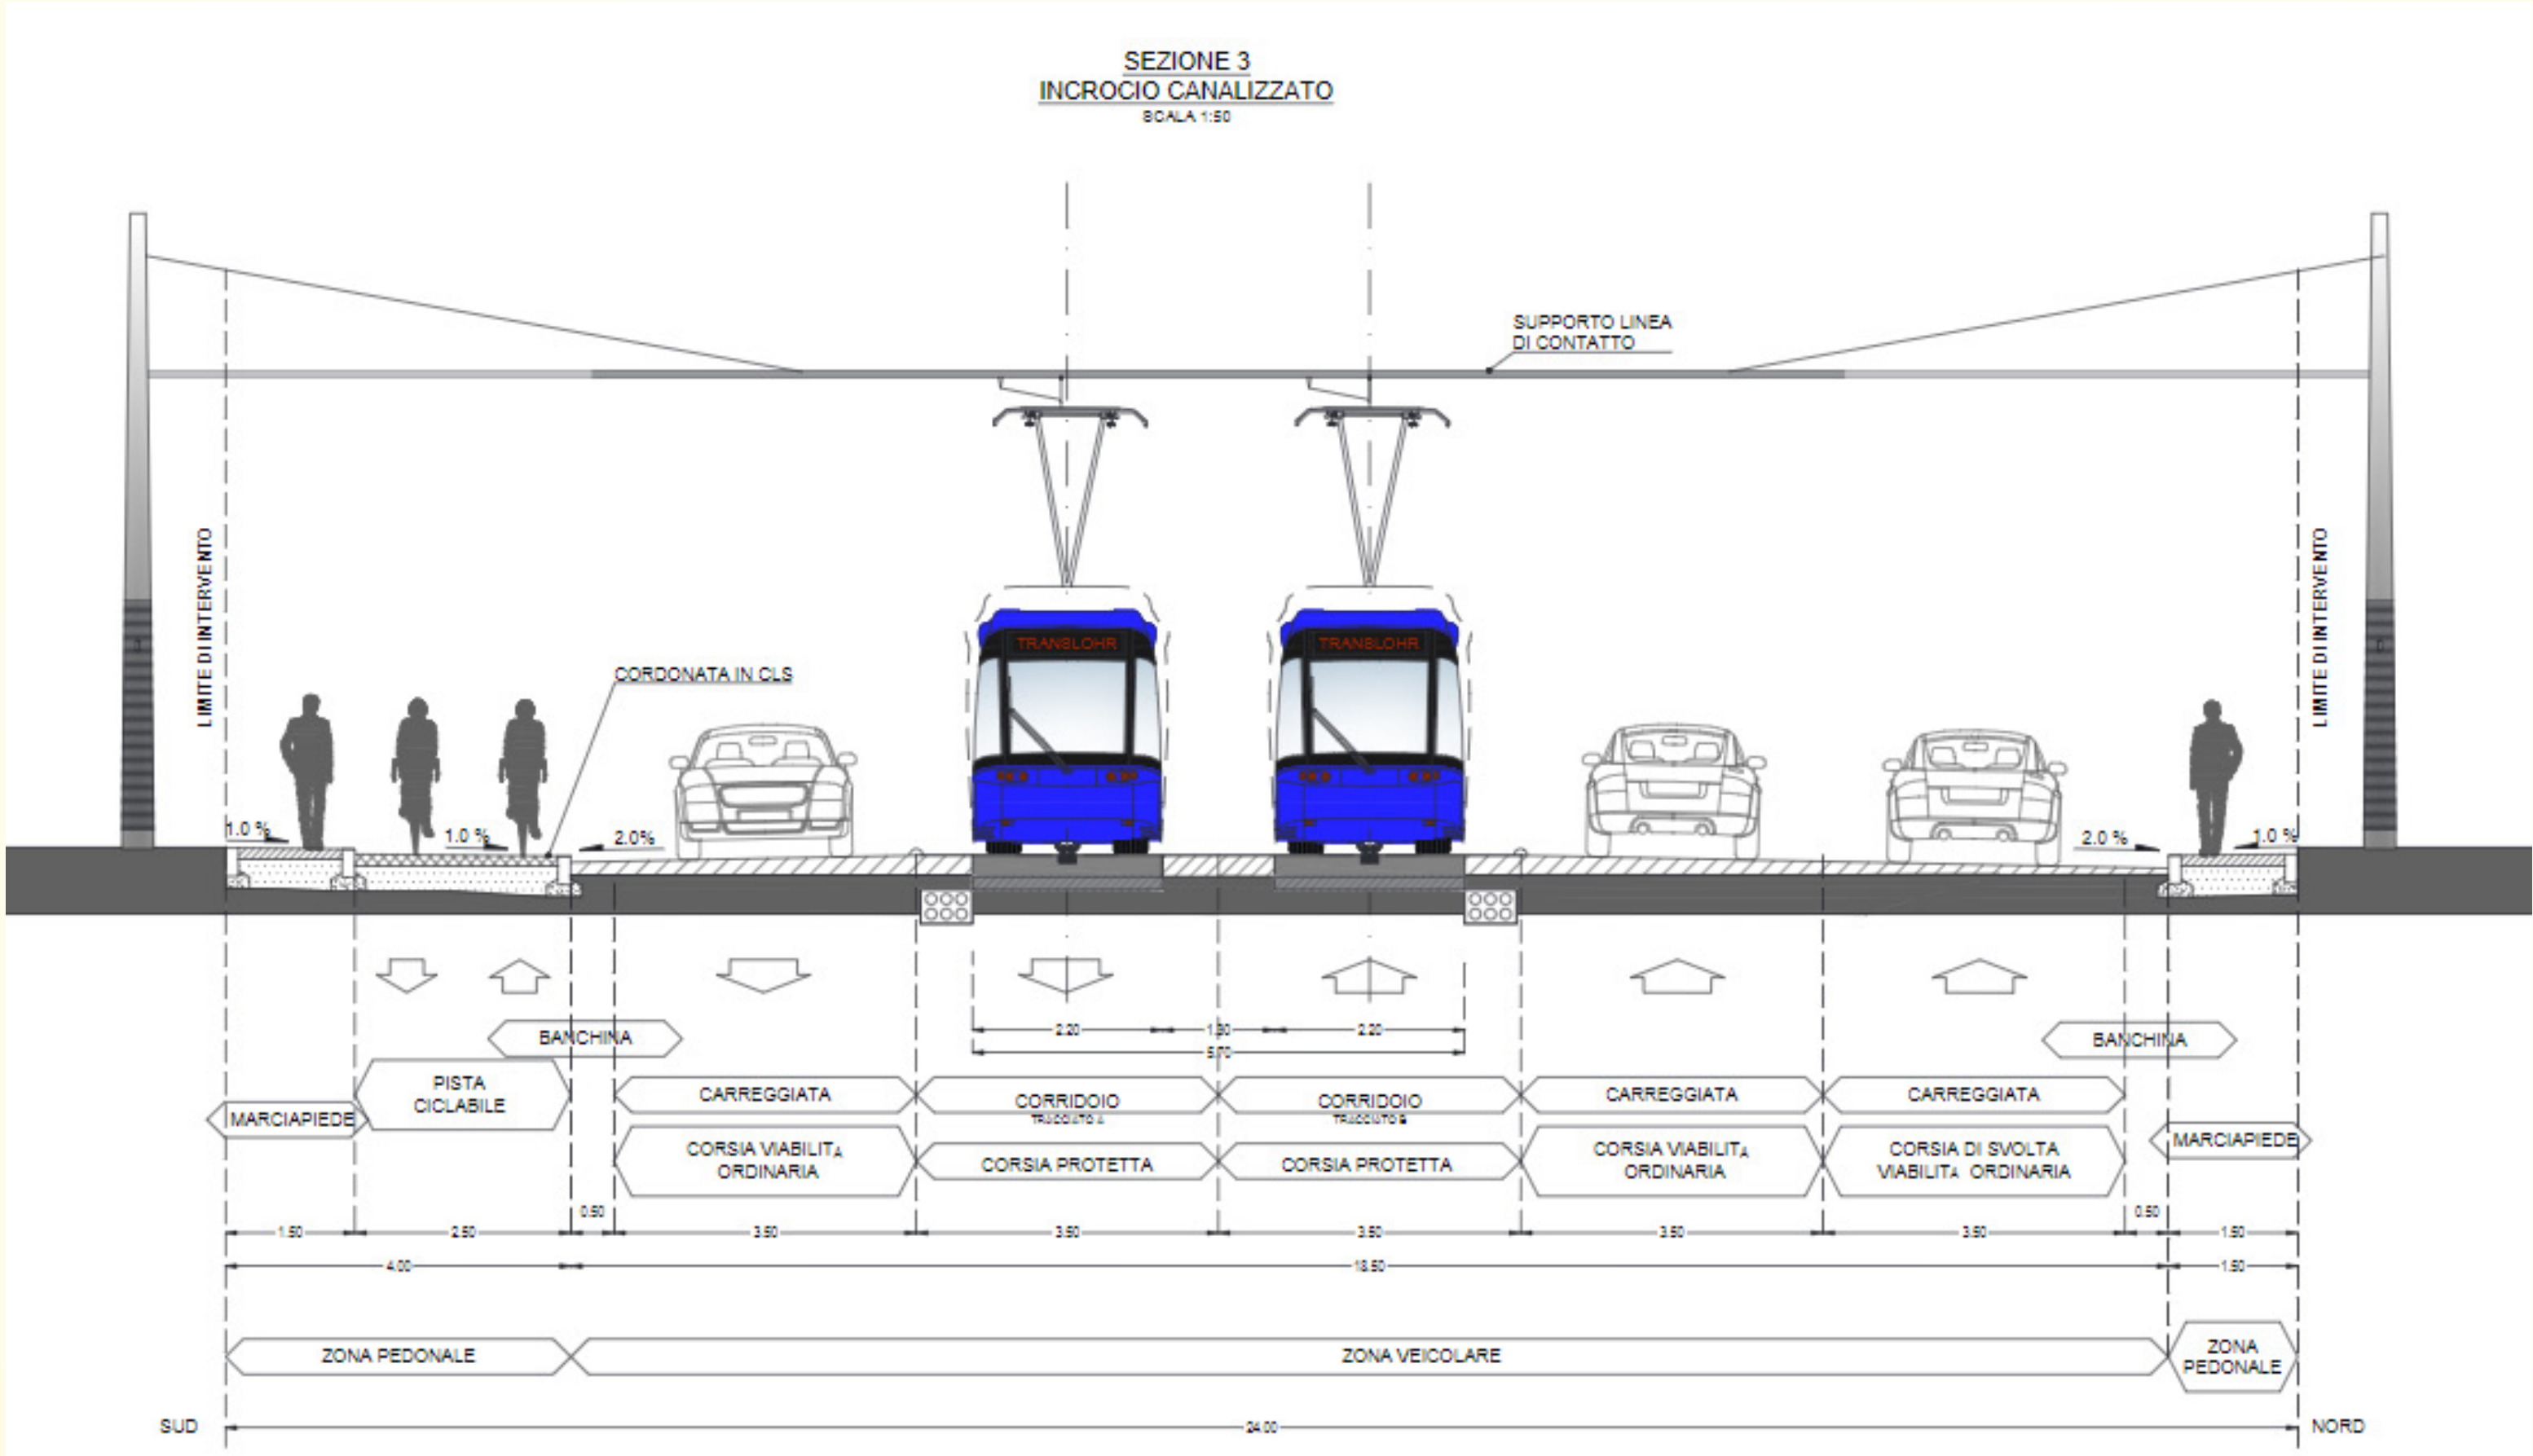 SEZIONE 3
INCROCIO CANALIZZATO
SCALA 1:50
SUPPORTO LINEA
DI CONTATTO
LIMITE DI INTERVENTO
LIMITE DI INTERVENTO
TRANSLOHR
TRANSLOHR
CORDONATA IN CLS
1.0 %
1.0 %
2.0%
2.0 %
1.0 %
2.20
1.30
2.20
5.70
BANCHINA
BANCHINA
PISTA
CICLABILE
MARCIAPIEDE
CARREGGIATA
CORRIDOIO
TRACCIATO A
CORRIDOIO
TRACCIATO B
CARREGGIATA
CARREGGIATA
MARCIAPIEDE
CORSIA VIABILITA
ORDINARIA
CORSIA PROTETTA
CORSIA PROTETTA
CORSIA VIABILITA
ORDINARIA
CORSIA DI SVOLTA
VIABILITA ORDINARIA
0.50
0.50
1.50
2.50
3.50
3.50
3.50
3.50
3.50
1.50
4.00
18.50
1.50
ZONA PEDONALE
ZONA VEICOLARE
ZONA
PEDONALE
SUD
24.00
NORD